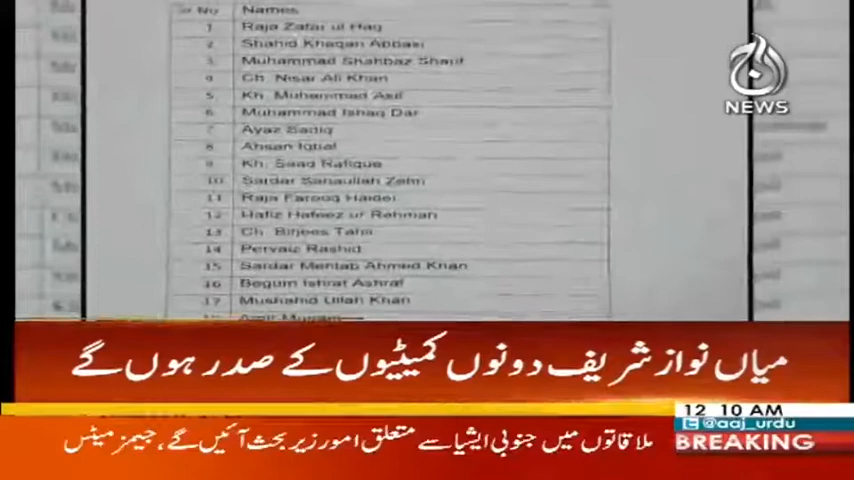 Sr No Names
1 Raja Zafar ul Haq
2 Shahid Khaqan Abbasi
3 Muhammad Shahbaz Sharif
4 Ch. Nisar Ali Khan
5 Kh. Muhammad Asif
6 Muhammad Ishaq Dar
7 Ayaz Sadiq
8 Ahsan Iqbal
9 Kh. Saad Rafique
10 Sardar Sanaullah Zehri
11 Raja Farooq Haider
12 Hafiz Hafeez ur Rehman
13 Ch. Birjees Tahir
14 Pervaiz Rashid
15 Sardar Mehtab Ahmed Khan
16 Begum Ishrat Ashraf
17 Mushahid Ullah Khan
NEWS
میاں نواز شریف دونوں کمیٹیوں کے صدر ہوں گے
12 10 AM
@aaj_urdu
BREAKING
ملاقاتوں میں جنوبی ایشیا سے متعلق امور زیر بحث آئیں گے، جیمز میٹس